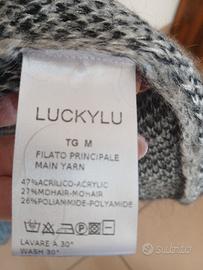 LUCKYLU
TG M
FILATO PRINCIPALE
MAIN YARN
47%ACRILICO-ACRYLIC
27%MOHAIR-MOHAIR
26%POLIAMMIDE-POLYAMIDE
LAVARE A 30°
WASH 30°
subito